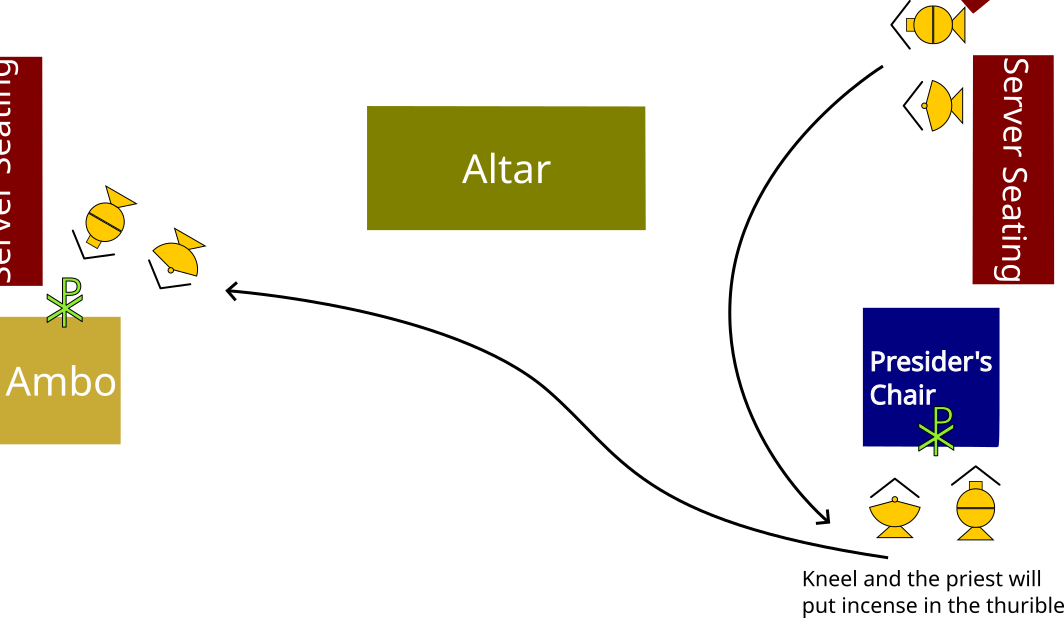 Server Seating
Altar
Server Seating
Ambo
Presider's
Chair
Kneel and the priest will
put incense in the thurible